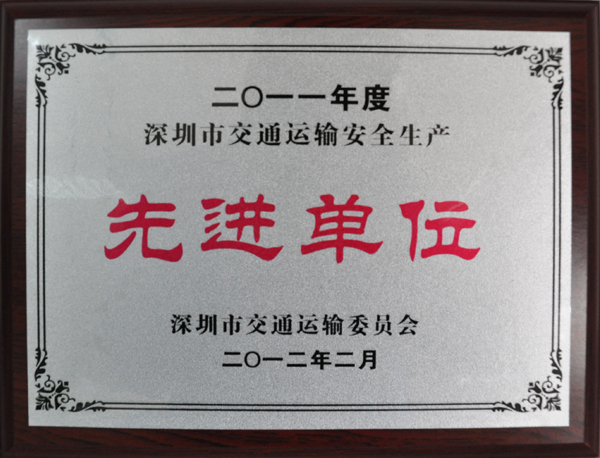 二〇一一年度
深圳市交通运输安全生产
先进单位
深圳市交通运输委员会
二〇一二年二月